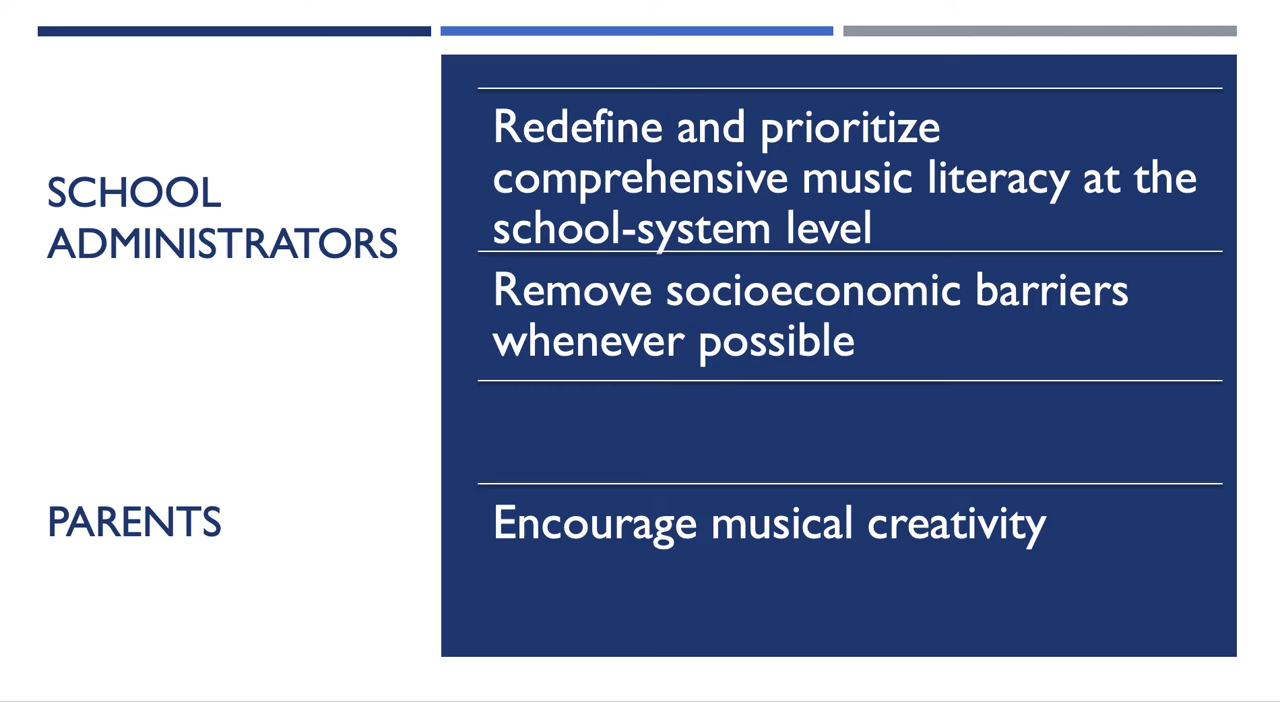 SCHOOL
ADMINISTRATORS
Redefine and prioritize
comprehensive music literacy at the
school-system level
Remove socioeconomic barriers
whenever possible
PARENTS
Encourage musical creativity